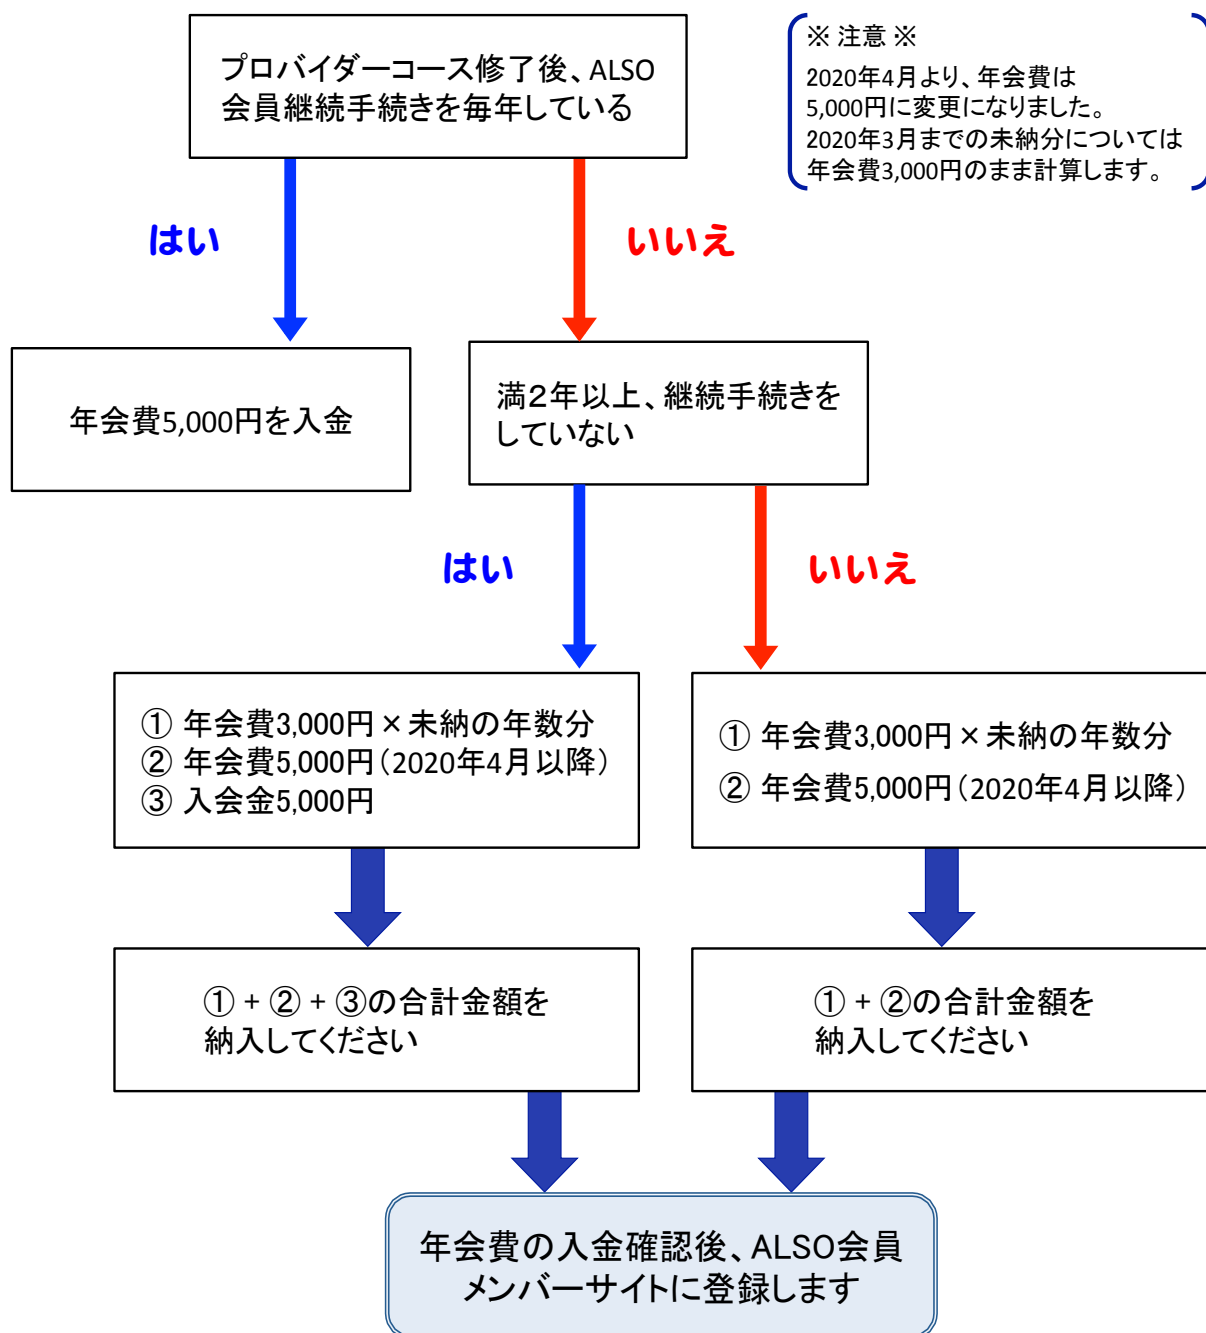 プロバイダーコース修了後、ALSO
会員継続手続きを毎年している
※ 注意 ※
2020年4月より、年会費は
5,000円に変更になりました。
2020年3月までの未納分については
年会費3,000円のまま計算します。
はい
いいえ
年会費5,000円を入金
満2年以上、継続手続きを
していない
はい
いいえ
① 年会費3,000円×未納の年数分
② 年会費5,000円(2020年4月以降)
③ 入会金5,000円
① 年会費3,000円×未納の年数分
② 年会費5,000円(2020年4月以降)
① + ② + ③の合計金額を
納入してください
① + ②の合計金額を
納入してください
年会費の入金確認後、ALSO会員
メンバーサイトに登録します